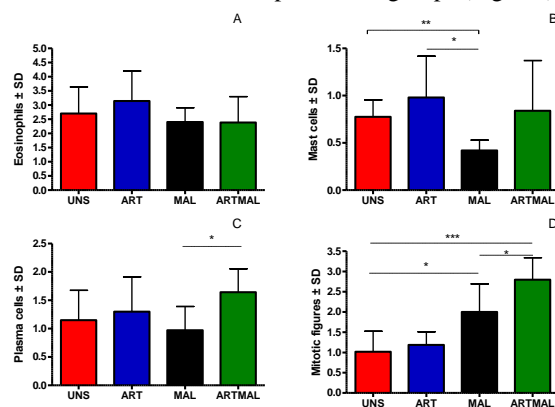 A
Eosinophils ± SD
5.0
4.5
4.0
3.5
3.0
2.5
2.0
1.5
1.0
0.5
0.0
UNS ART MAL ARTMAL
B
Mast cells ± SD
**
*
1.5
1.0
0.5
0.0
UNS ART MAL ARTMAL
C
Plasma cells ± SD
*
2.5
2.0
1.5
1.0
0.5
0.0
UNS ART MAL ARTMAL
D
Mitotic figures ± SD
***
*
*
3.5
3.0
2.5
2.0
1.5
1.0
0.5
0.0
UNS ART MAL ARTMAL